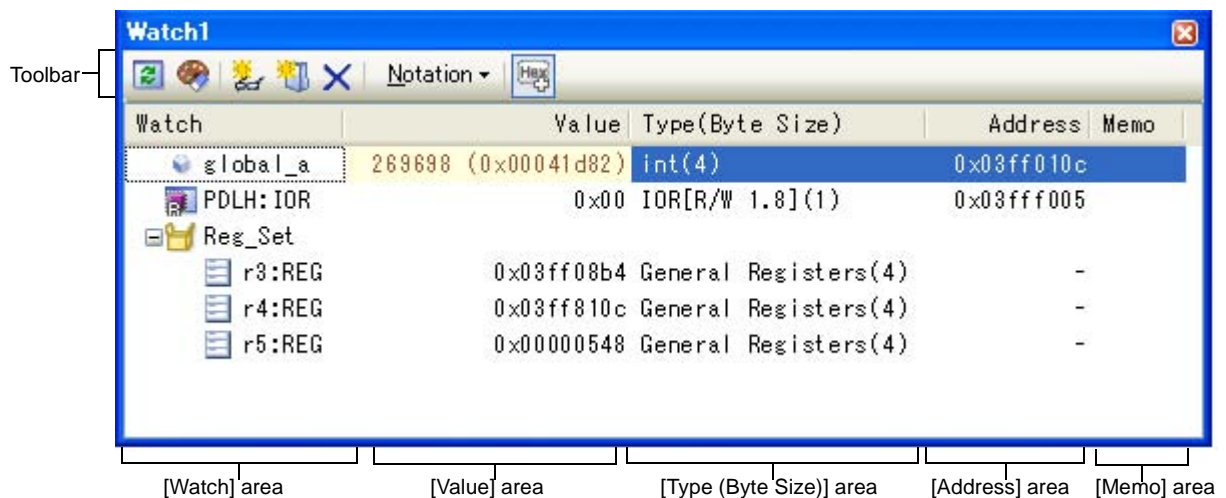 Watch1
Toolbar
Notation
Hex
Watch Value Type(Byte Size) Address Memo
global_a 269698 (0x00041d82) int(4) 0x03ff010c
PDLH:IOR 0x00 IOR[R/W 1.8](1) 0x03fff005
Reg_Set
r3:REG 0x03ff08b4 General Registers(4) -
r4:REG 0x03ff810c General Registers(4) -
r5:REG 0x00000548 General Registers(4) -
[Watch] area [Value] area [Type (Byte Size)] area [Address] area [Memo] area